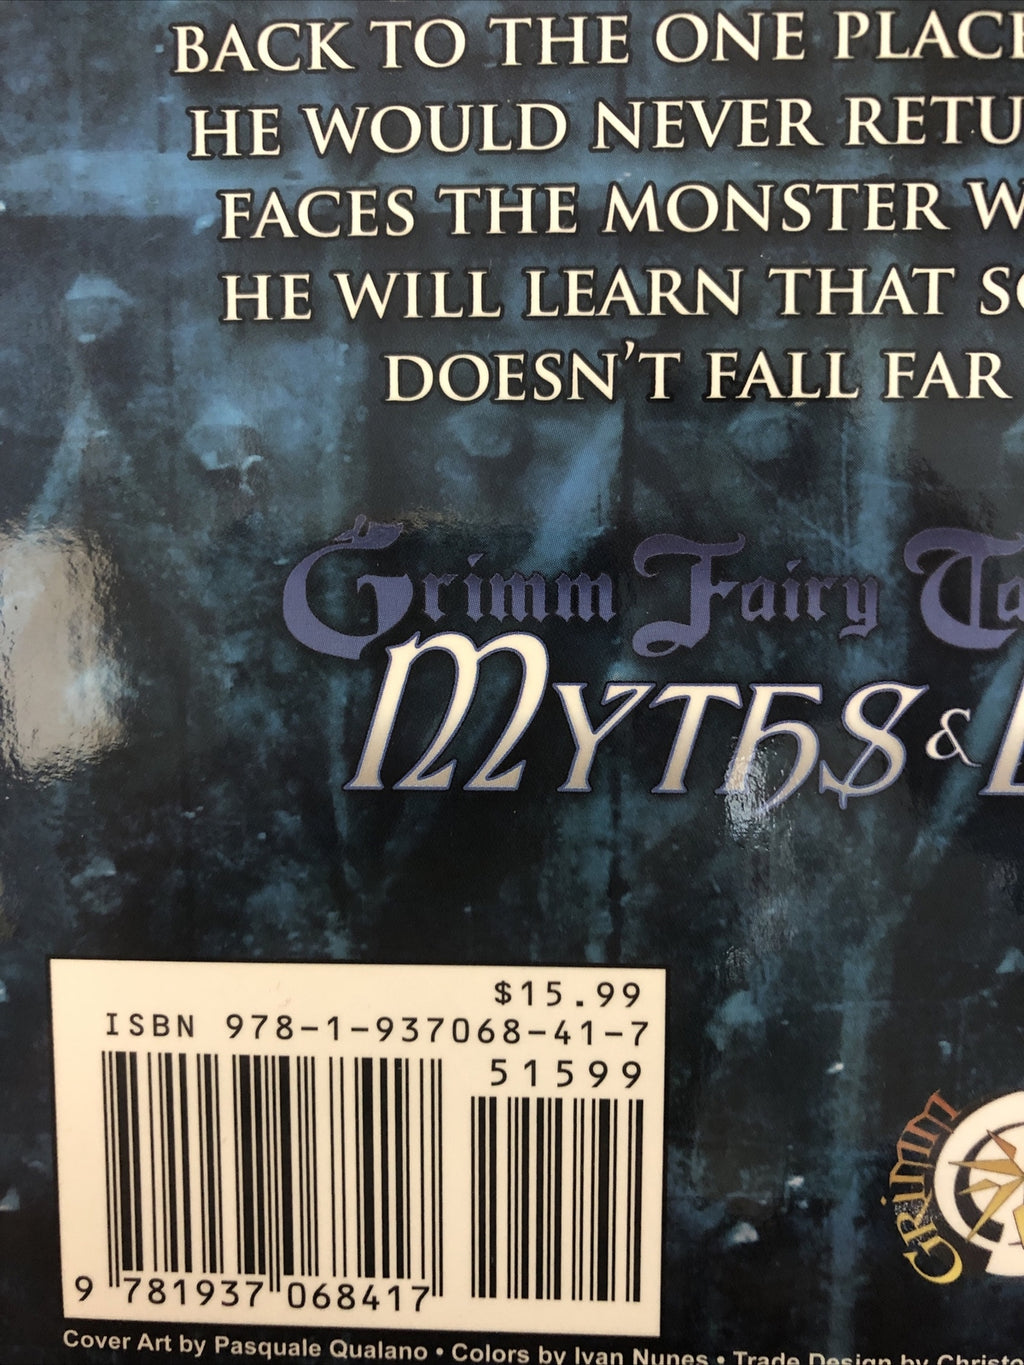 BACK TO THE ONE PLACE
HE WOULD NEVER RETU
FACES THE MONSTER W
HE WILL LEARN THAT SO
DOESN'T FALL FAR
Grimm Fairy Ta
MYTHS &
$15.99
ISBN 978-1-937068-41-7
51599
9 781937 068417
GRIMM
Cover Art by Pasquale Qualano • Colors by Ivan Nunes • Trade Design by Christo